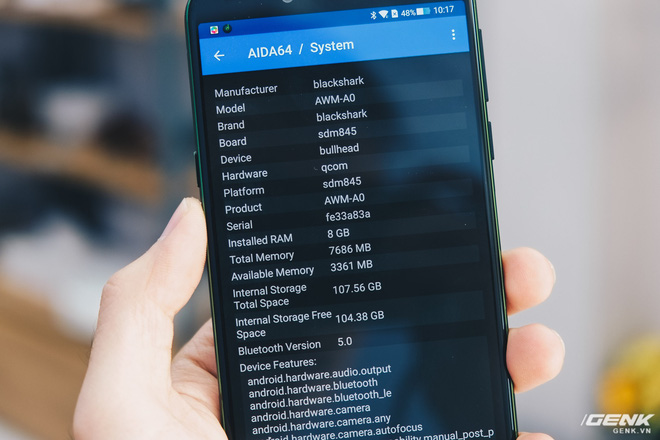 48% 10:17
AIDA64 / System
Manufacturer blackshark
Model AWM-A0
Brand blackshark
Board sdm845
Device bullhead
Hardware qcom
Platform sdm845
Product AWM-A0
Serial fe33a83a
Installed RAM 8 GB
Total Memory 7686 MB
Available Memory 3361 MB
Internal Storage
Total Space 107.56 GB
Internal Storage Free
Space 104.38 GB
Bluetooth Version 5.0
Device Features:
android.hardware.audio.output
android.hardware.bluetooth
android.hardware.bluetooth_le
android.hardware.camera
android.hardware.camera.any
android.hardware.camera.autofocus
manual_post_p
/GENK
GENK.VN